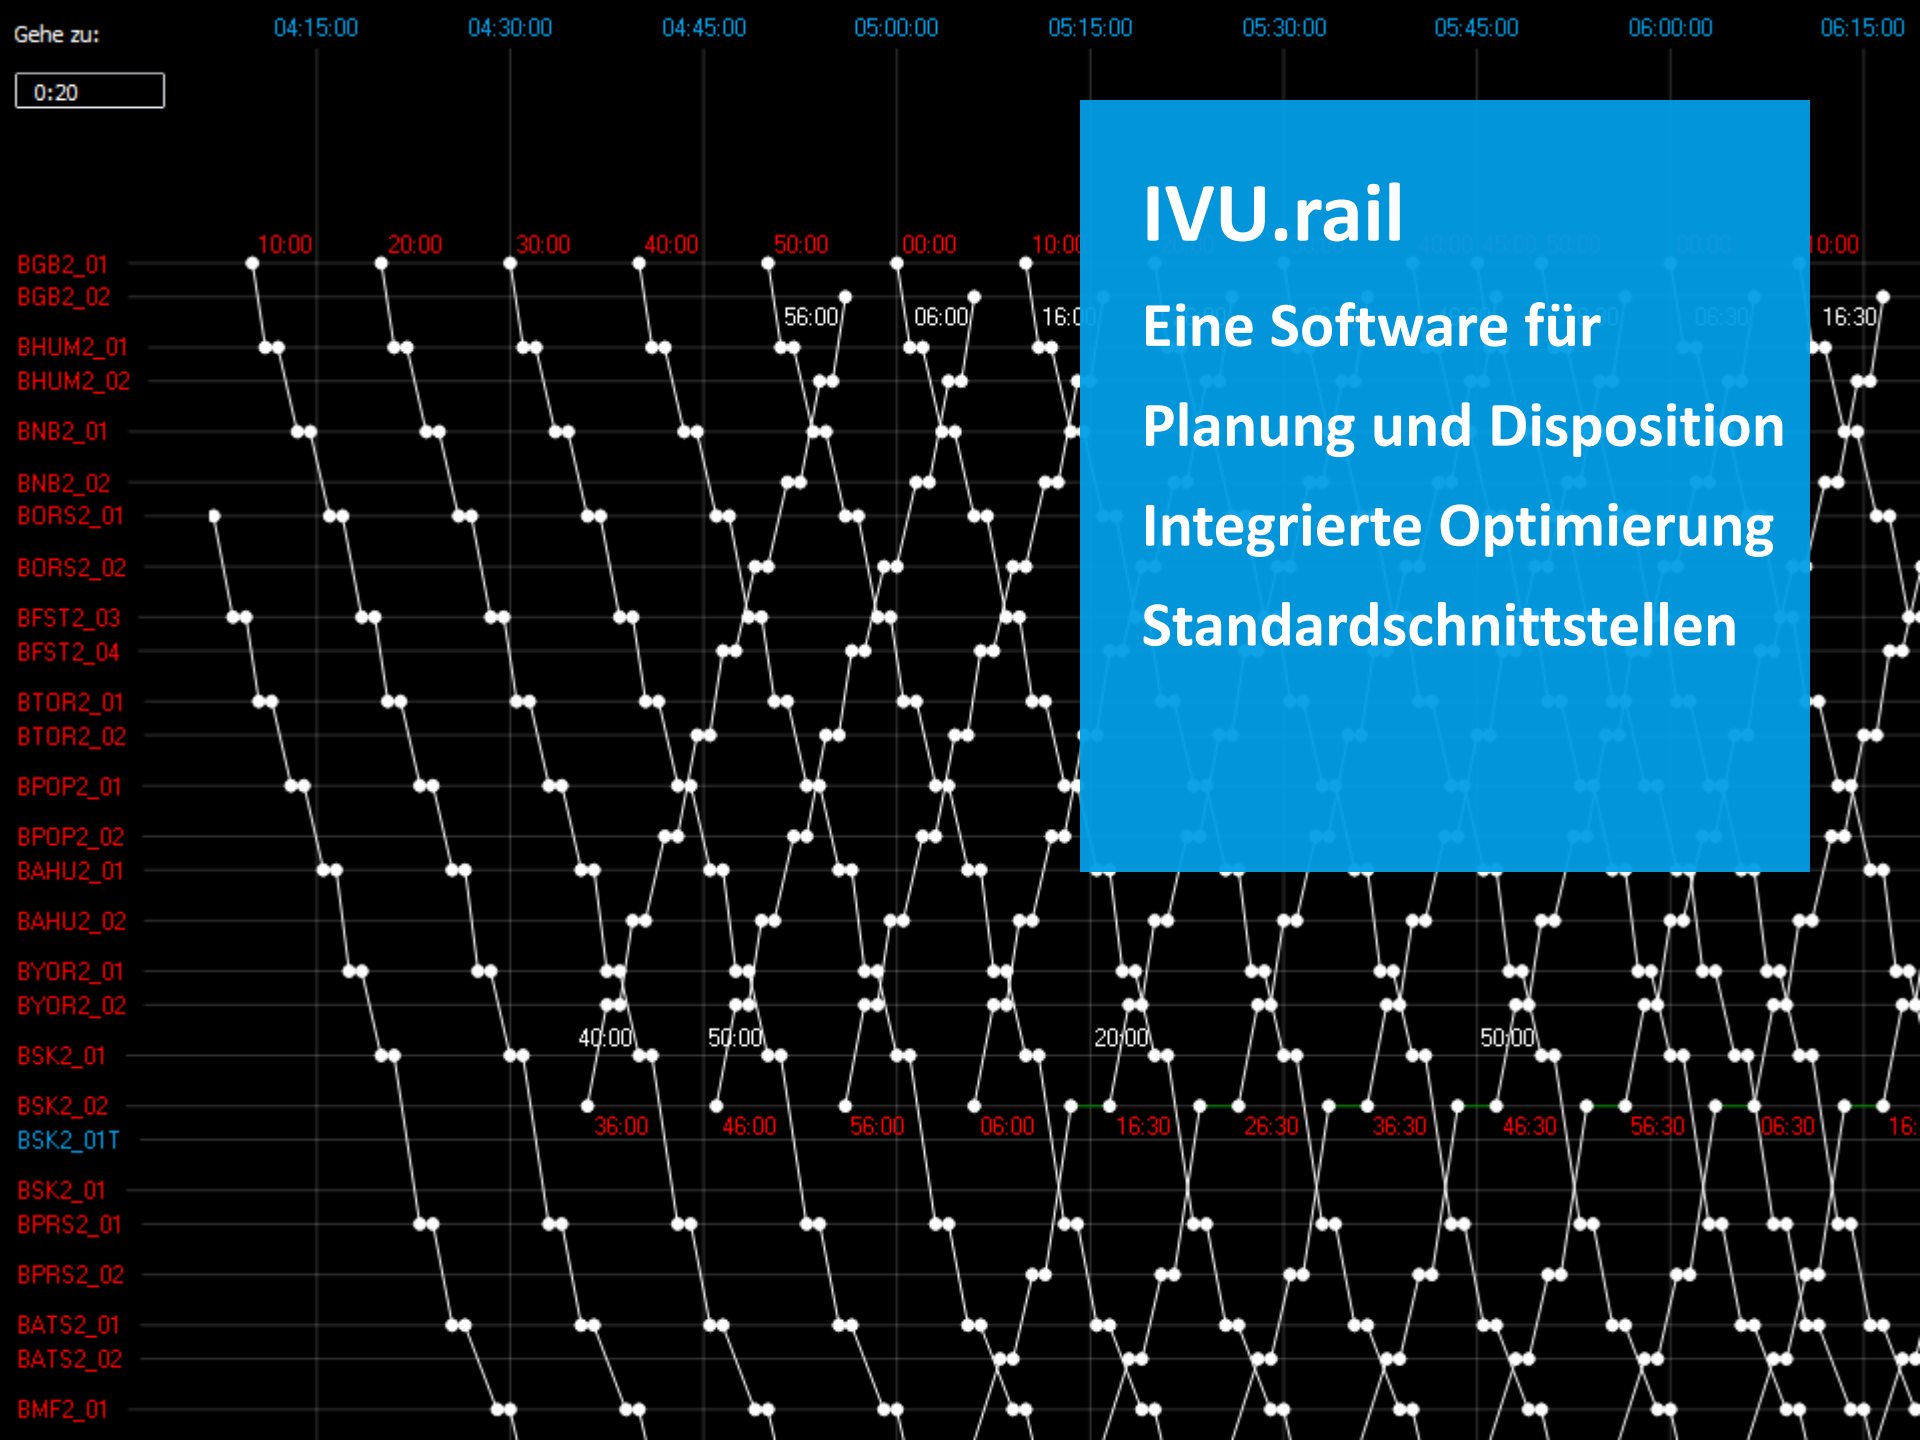 Gehe zu:
04:15:00 04:30:00 04:45:00 05:00:00 05:15:00 05:30:00 05:45:00 06:00:00 06:15:00
0:20
IVU.rail
Eine Software für
Planung und Disposition
Integrierte Optimierung
Standardschnittstellen
10:00 20:00 30:00 40:00 50:00 00:00 10:00 10:00
BGB2_01
BGB2_02
56:00 06:00 16:00 06:30 16:30
BHUM2_01
BHUM2_02
BNB2_01
BNB2_02
BORS2_01
BORS2_02
BFST2_03
BFST2_04
BTOR2_01
BTOR2_02
BPOP2_01
BPOP2_02
BAHU2_01
BAHU2_02
BYOR2_01
BYOR2_02
40:00 50:00 20:00 50:00
BSK2_01
BSK2_02
36:00 46:00 56:00 06:00 16:30 26:30 36:30 46:30 56:30 06:30 16:
BSK2_01T
BSK2_01
BPRS2_01
BPRS2_02
BATS2_01
BATS2_02
BMF2_01